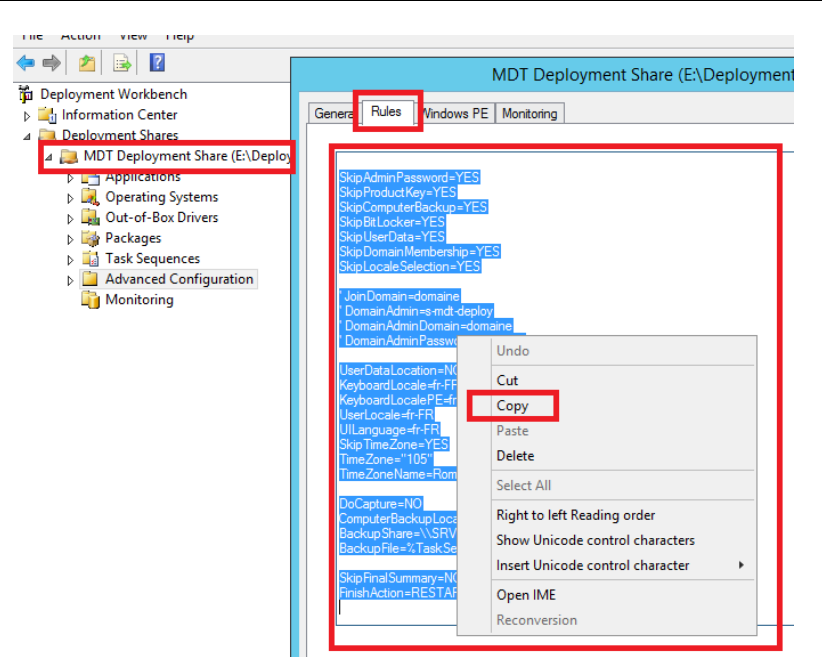 File Action View Help
MDT Deployment Share (E:\Deployment
Deployment Workbench
Information Center
Deployment Shares
MDT Deployment Share (E:\Deploy
Applications
Operating Systems
Out-of-Box Drivers
Packages
Task Sequences
Advanced Configuration
Monitoring
General Rules Windows PE Monitoring
SkipAdminPassword=YES
SkipProductKey=YES
SkipComputerBackup=YES
SkipBitLocker=YES
SkipUserData=YES
SkipDomainMembership=YES
SkipLocaleSelection=YES
' JoinDomain=domaine
' DomainAdmin=s-mdt-deploy
' DomainAdminDomain=domaine
' DomainAdminPasswo
UserDataLocation=NO
KeyboardLocale=fr-FR
KeyboardLocalePE=fr
UserLocale=fr-FR
UILanguage=fr-FR
SkipTimeZone=YES
TimeZone="105"
TimeZoneName=Rom
DoCapture=NO
ComputerBackupLoca
BackupShare=\\SRV
BackupFile=%TaskSe
SkipFinalSummary=NO
FinishAction=RESTAR
Undo
Cut
Copy
Paste
Delete
Select All
Right to left Reading order
Show Unicode control characters
Insert Unicode control character
Open IME
Reconversion